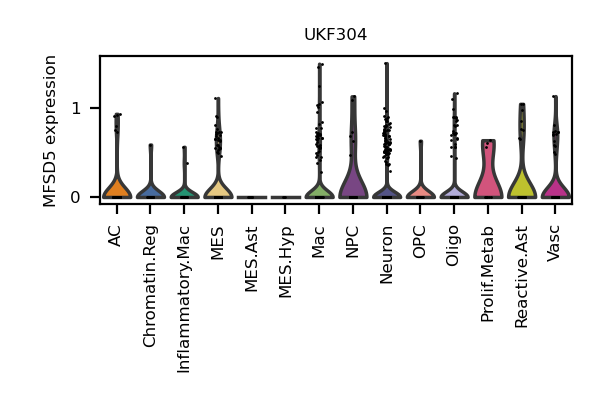 UKF304
MFSD5 expression
1
0
AC
Chromatin.Reg
Inflammatory.Mac
MES
MES.Ast
MES.Hyp
Mac
NPC
Neuron
OPC
Oligo
Prolif.Metab
Reactive.Ast
Vasc